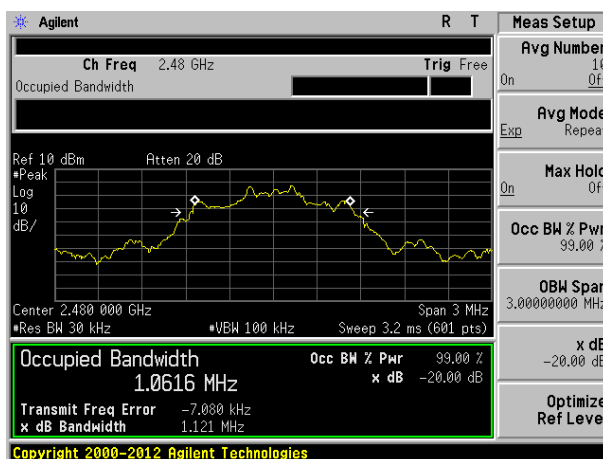 Agilent R T
Meas Setup
Ch Freq 2.48 GHz Trig Free
Occupied Bandwidth
Avg Number
10
On Of
Avg Mode
Exp Repea
Max Hold
On Of
Occ BW % Pwr
99.00 %
OBW Span
3.00000000 MHz
x dB
-20.00 dB
Optimize
Ref Leve
Ref 10 dBm Atten 20 dB
#Peak
Log
10
dB/
Center 2.480 000 GHz Span 3 MHz
#Res BW 30 kHz #VBW 100 kHz Sweep 3.2 ms (601 pts)
Occupied Bandwidth Occ BW % Pwr 99.00 %
1.0616 MHz x dB -20.00 dB
Transmit Freq Error -7.080 kHz
x dB Bandwidth 1.121 MHz
Copyright 2000-2012 Agilent Technologies